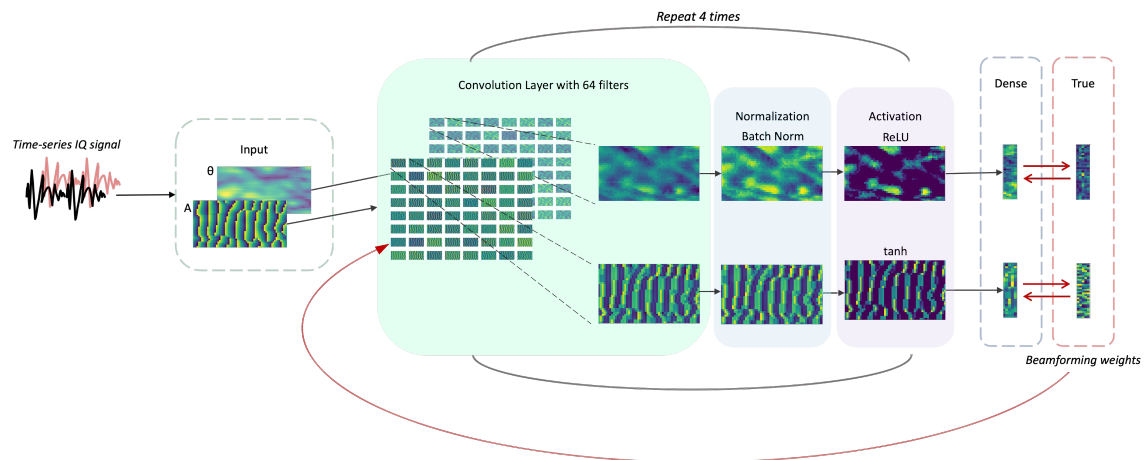 Repeat 4 times
Convolution Layer with 64 filters
Dense
True
Normalization
Batch Norm
Activation
ReLU
Time-series IQ signal
Input
θ
A
tanh
Beamforming weights